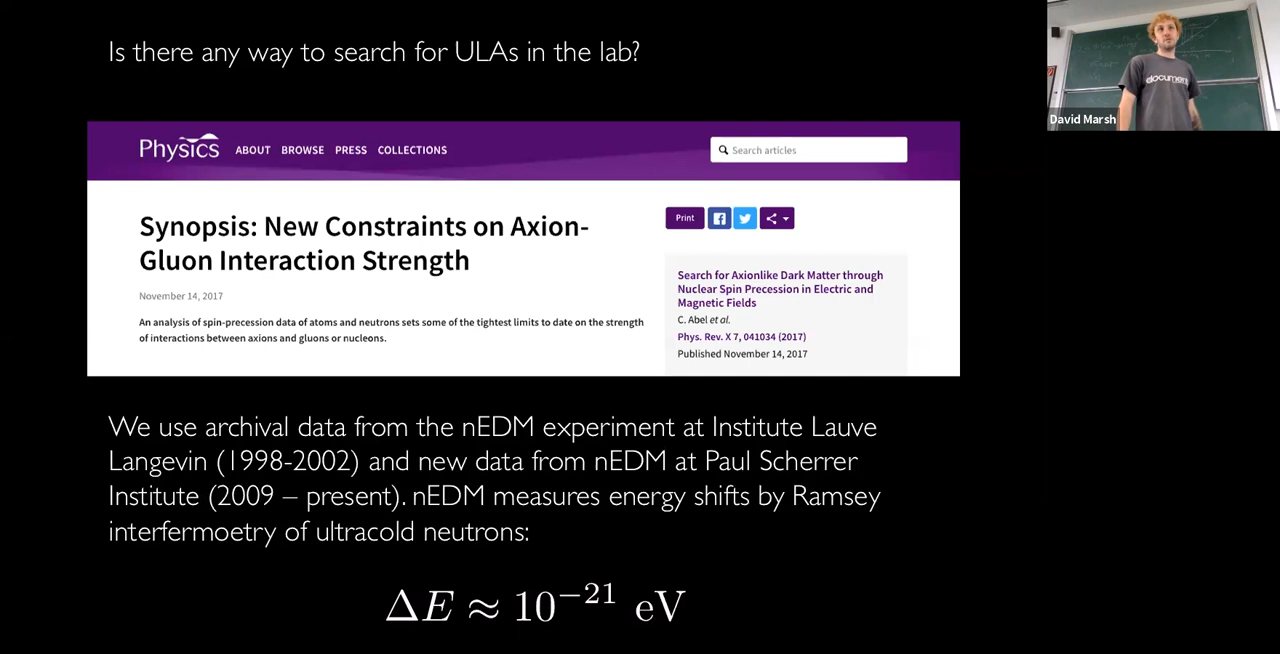 Is there any way to search for ULAs in the lab?
document
David Marsh
Physics ABOUT BROWSE PRESS COLLECTIONS
Search articles
Synopsis: New Constraints on Axion-
Gluon Interaction Strength
November 14, 2017
An analysis of spin-precession data of atoms and neutrons sets some of the tightest limits to date on the strength
of interactions between axions and gluons or nucleons.
Print
Search for Axionlike Dark Matter through
Nuclear Spin Precession in Electric and
Magnetic Fields
C. Abel et al.
Phys. Rev. X 7, 041034 (2017)
Published November 14, 2017
We use archival data from the nEDM experiment at Institute Lauve
Langevin (1998-2002) and new data from nEDM at Paul Scherrer
Institute (2009 – present). nEDM measures energy shifts by Ramsey
interfermoetry of ultracold neutrons:
ΔE ≈ 10⁻²¹ eV